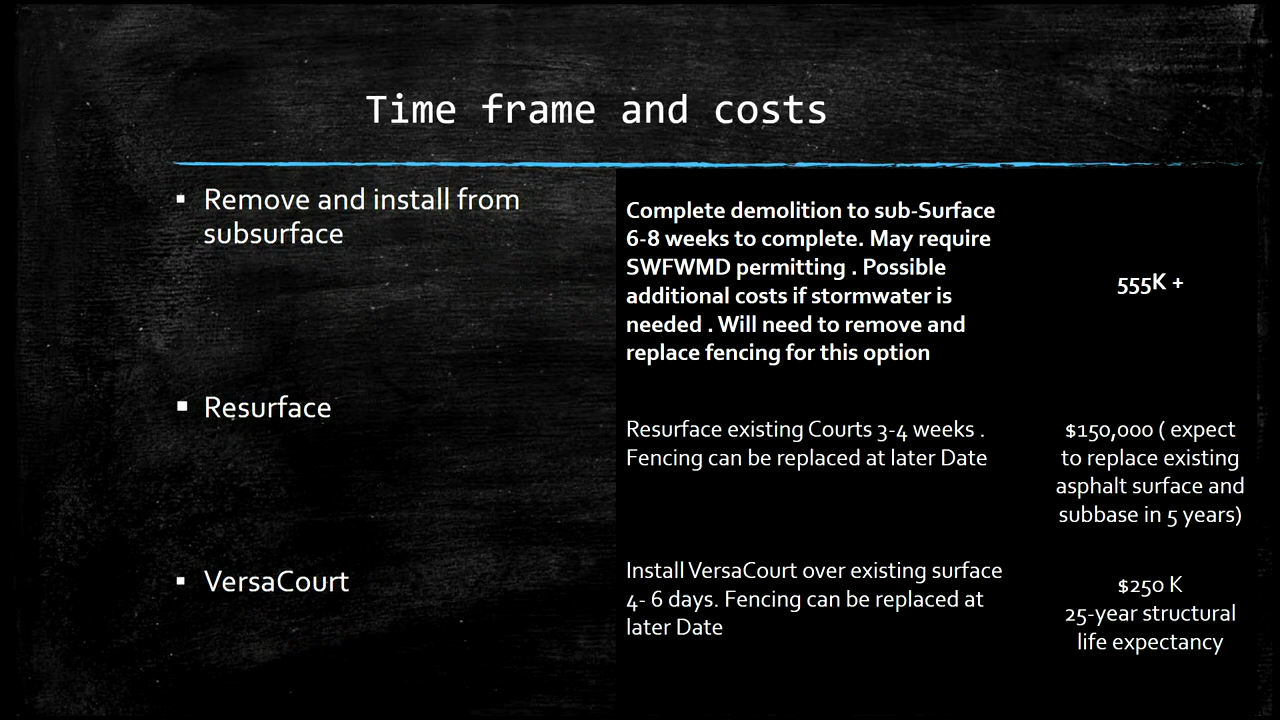 Time frame and costs
▪ Remove and install from
subsurface
Complete demolition to sub-Surface
6-8 weeks to complete. May require
SWFWMD permitting . Possible
additional costs if stormwater is
needed . Will need to remove and
replace fencing for this option
555K +
▪ Resurface
Resurface existing Courts 3-4 weeks .
Fencing can be replaced at later Date
$150,000 ( expect
to replace existing
asphalt surface and
subbase in 5 years)
▪ VersaCourt
Install VersaCourt over existing surface
4- 6 days. Fencing can be replaced at
later Date
$250 K
25-year structural
life expectancy